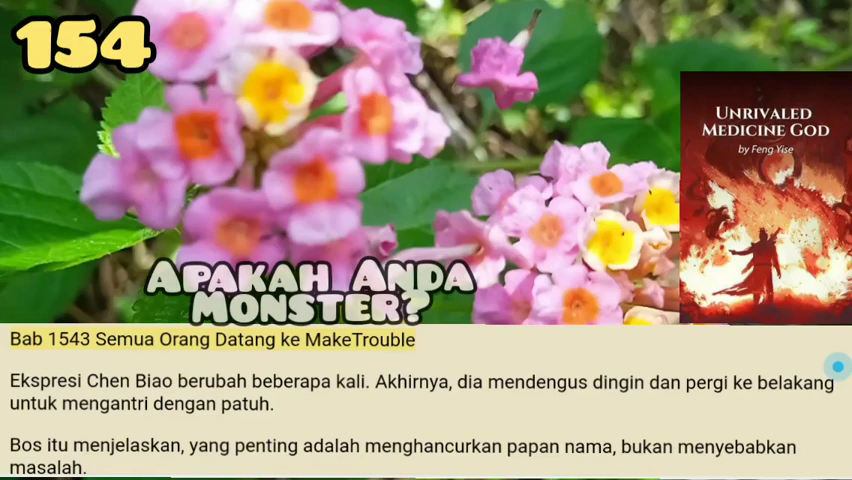 154
UNRIVALED
MEDICINE GOD
by Feng Yise
APAKAH ANDA
MONSTER?
Bab 1543 Semua Orang Datang ke MakeTrouble
Ekspresi Chen Biao berubah beberapa kali. Akhirnya, dia mendengus dingin dan pergi ke belakang
untuk mengantri dengan patuh.
Bos itu menjelaskan, yang penting adalah menghancurkan papan nama, bukan menyebabkan
masalah.